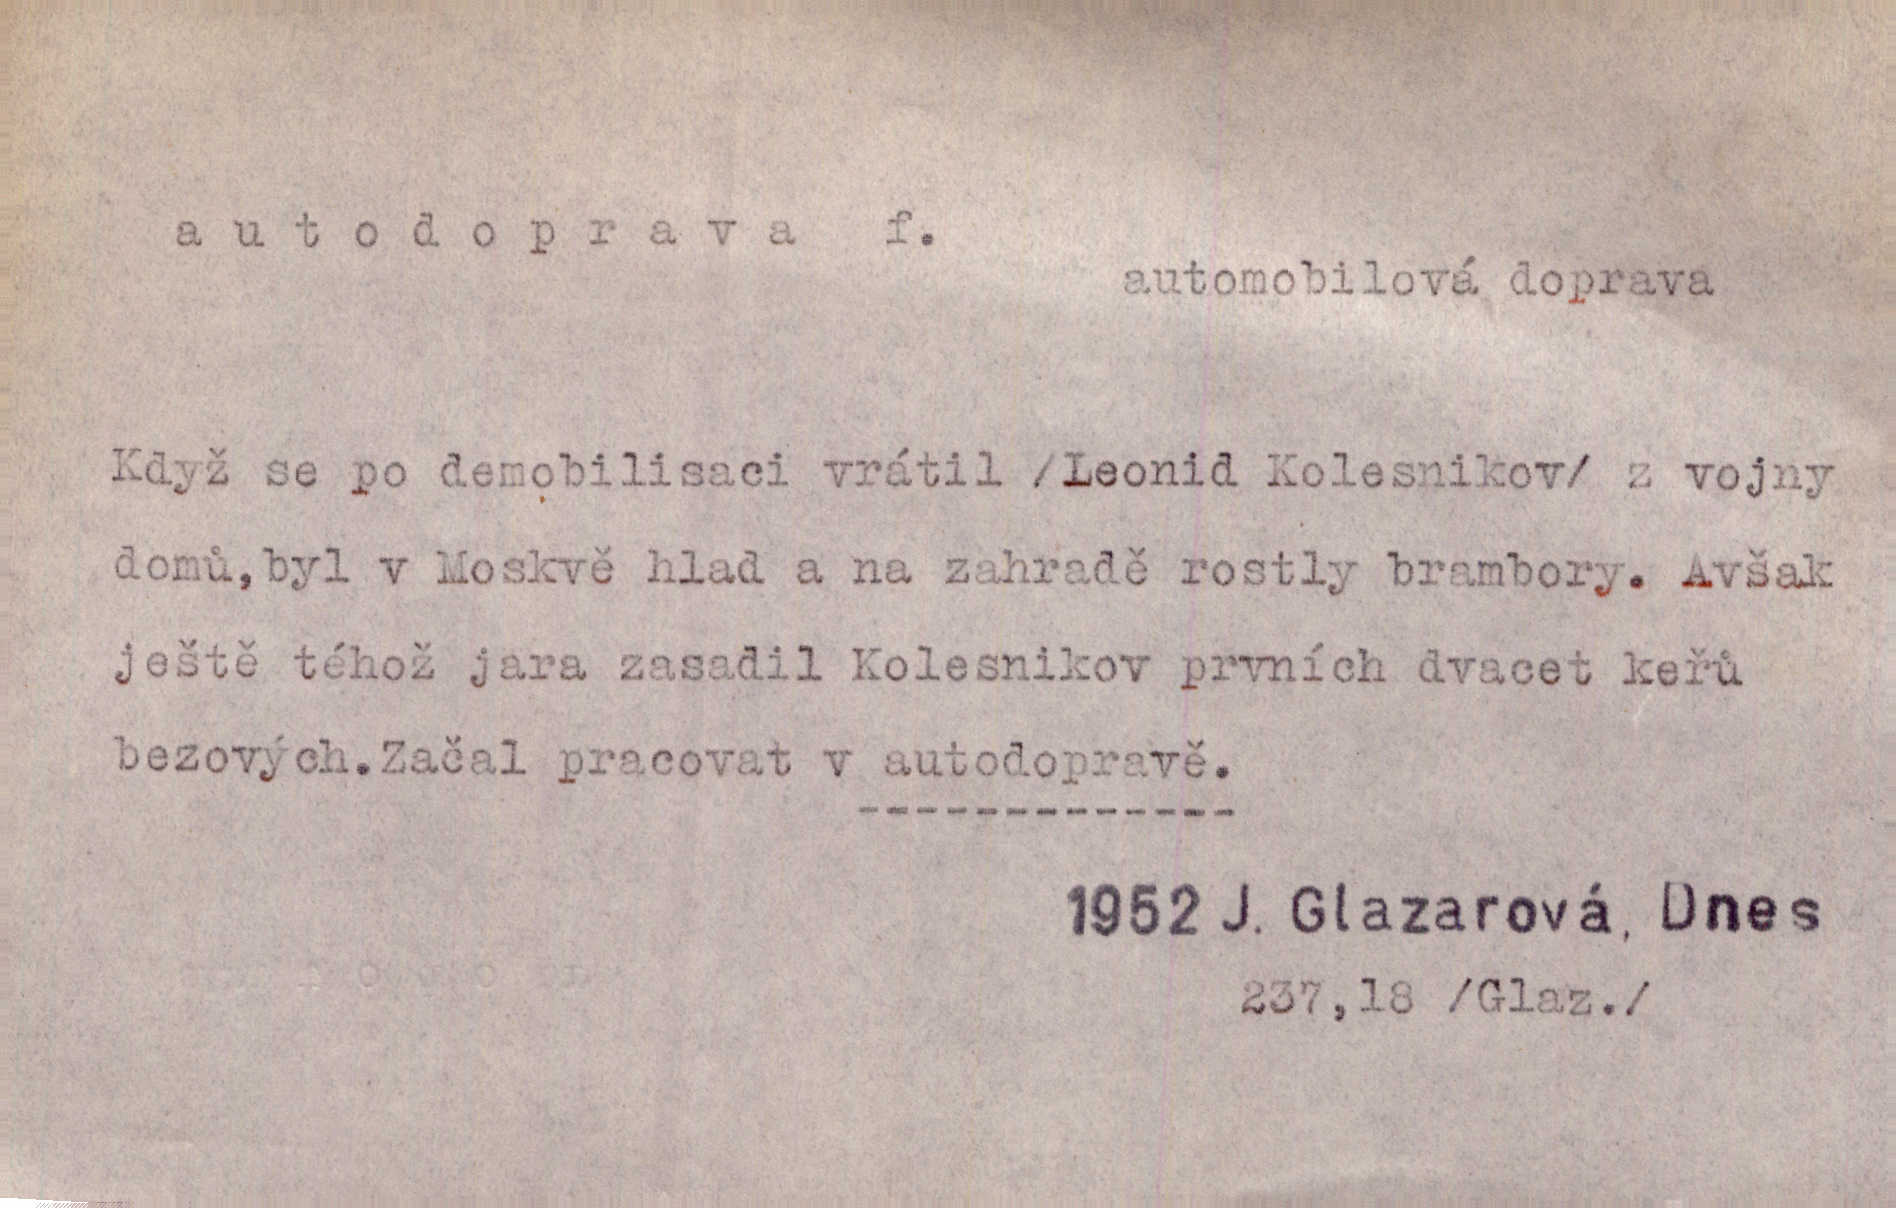 autodoprava f.
automobilová doprava
Když se po demobilisaci vrátil /Leonid Kolesnikov/ z vojny
domů,byl v Moskvě hlad a na zahradě rostly brambory. Avšak
ještě téhož jara zasadil Kolesnikov prvních dvacet keřů
bezových.Začal pracovat v autodopravě.
1952 J. Glazarová, Dnes
237,18 /Glaz./